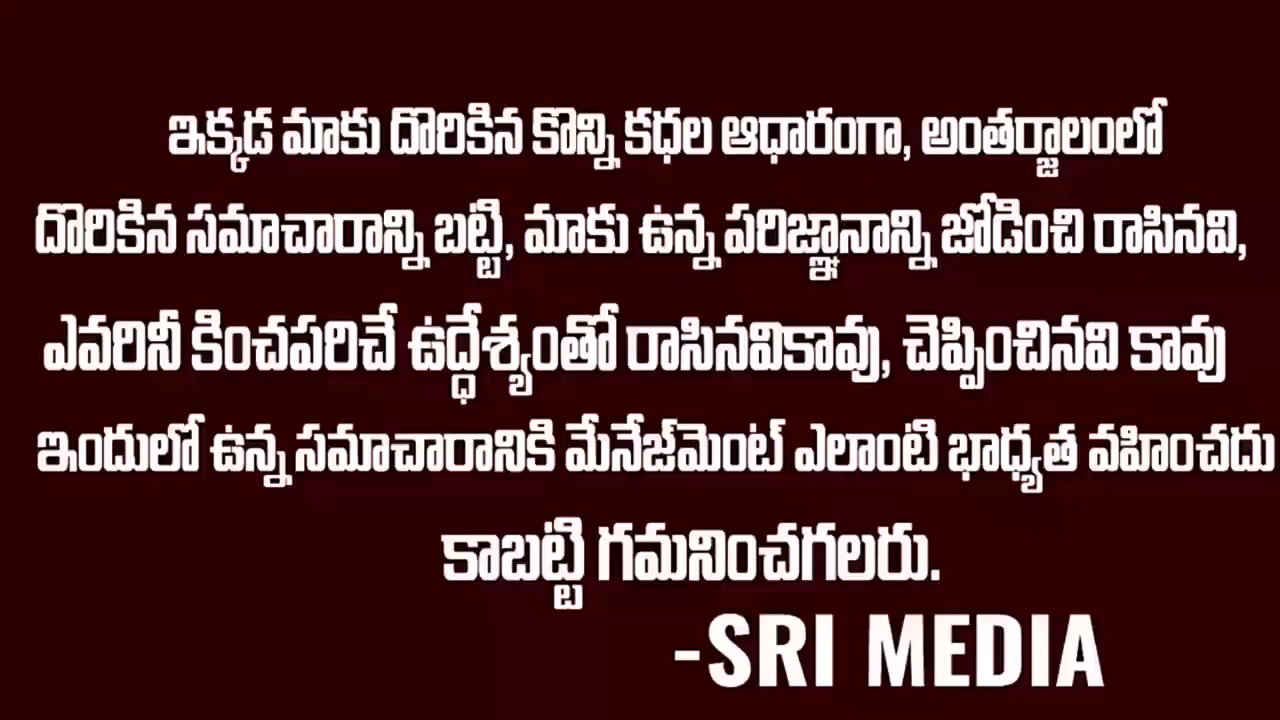 ఇక్కడ మాకు దొరికిన కొన్ని కధల ఆధారంగా, అంతర్జాలంలో
దొరికిన సమాచారాన్ని బట్టి, మాకు ఉన్న పరిజ్ఞానాన్ని జోడించి రాసినవి,
ఎవరినీ కించపరిచే ఉద్ధేశ్యంతో రాసినవికావు, చెప్పించినవి కావు
ఇందులో ఉన్న సమాచారానికి మేనేజ్‌మెంట్ ఎలాంటి భాధ్యత వహించదు
కాబట్టి గమనించగలరు.
-SRI MEDIA